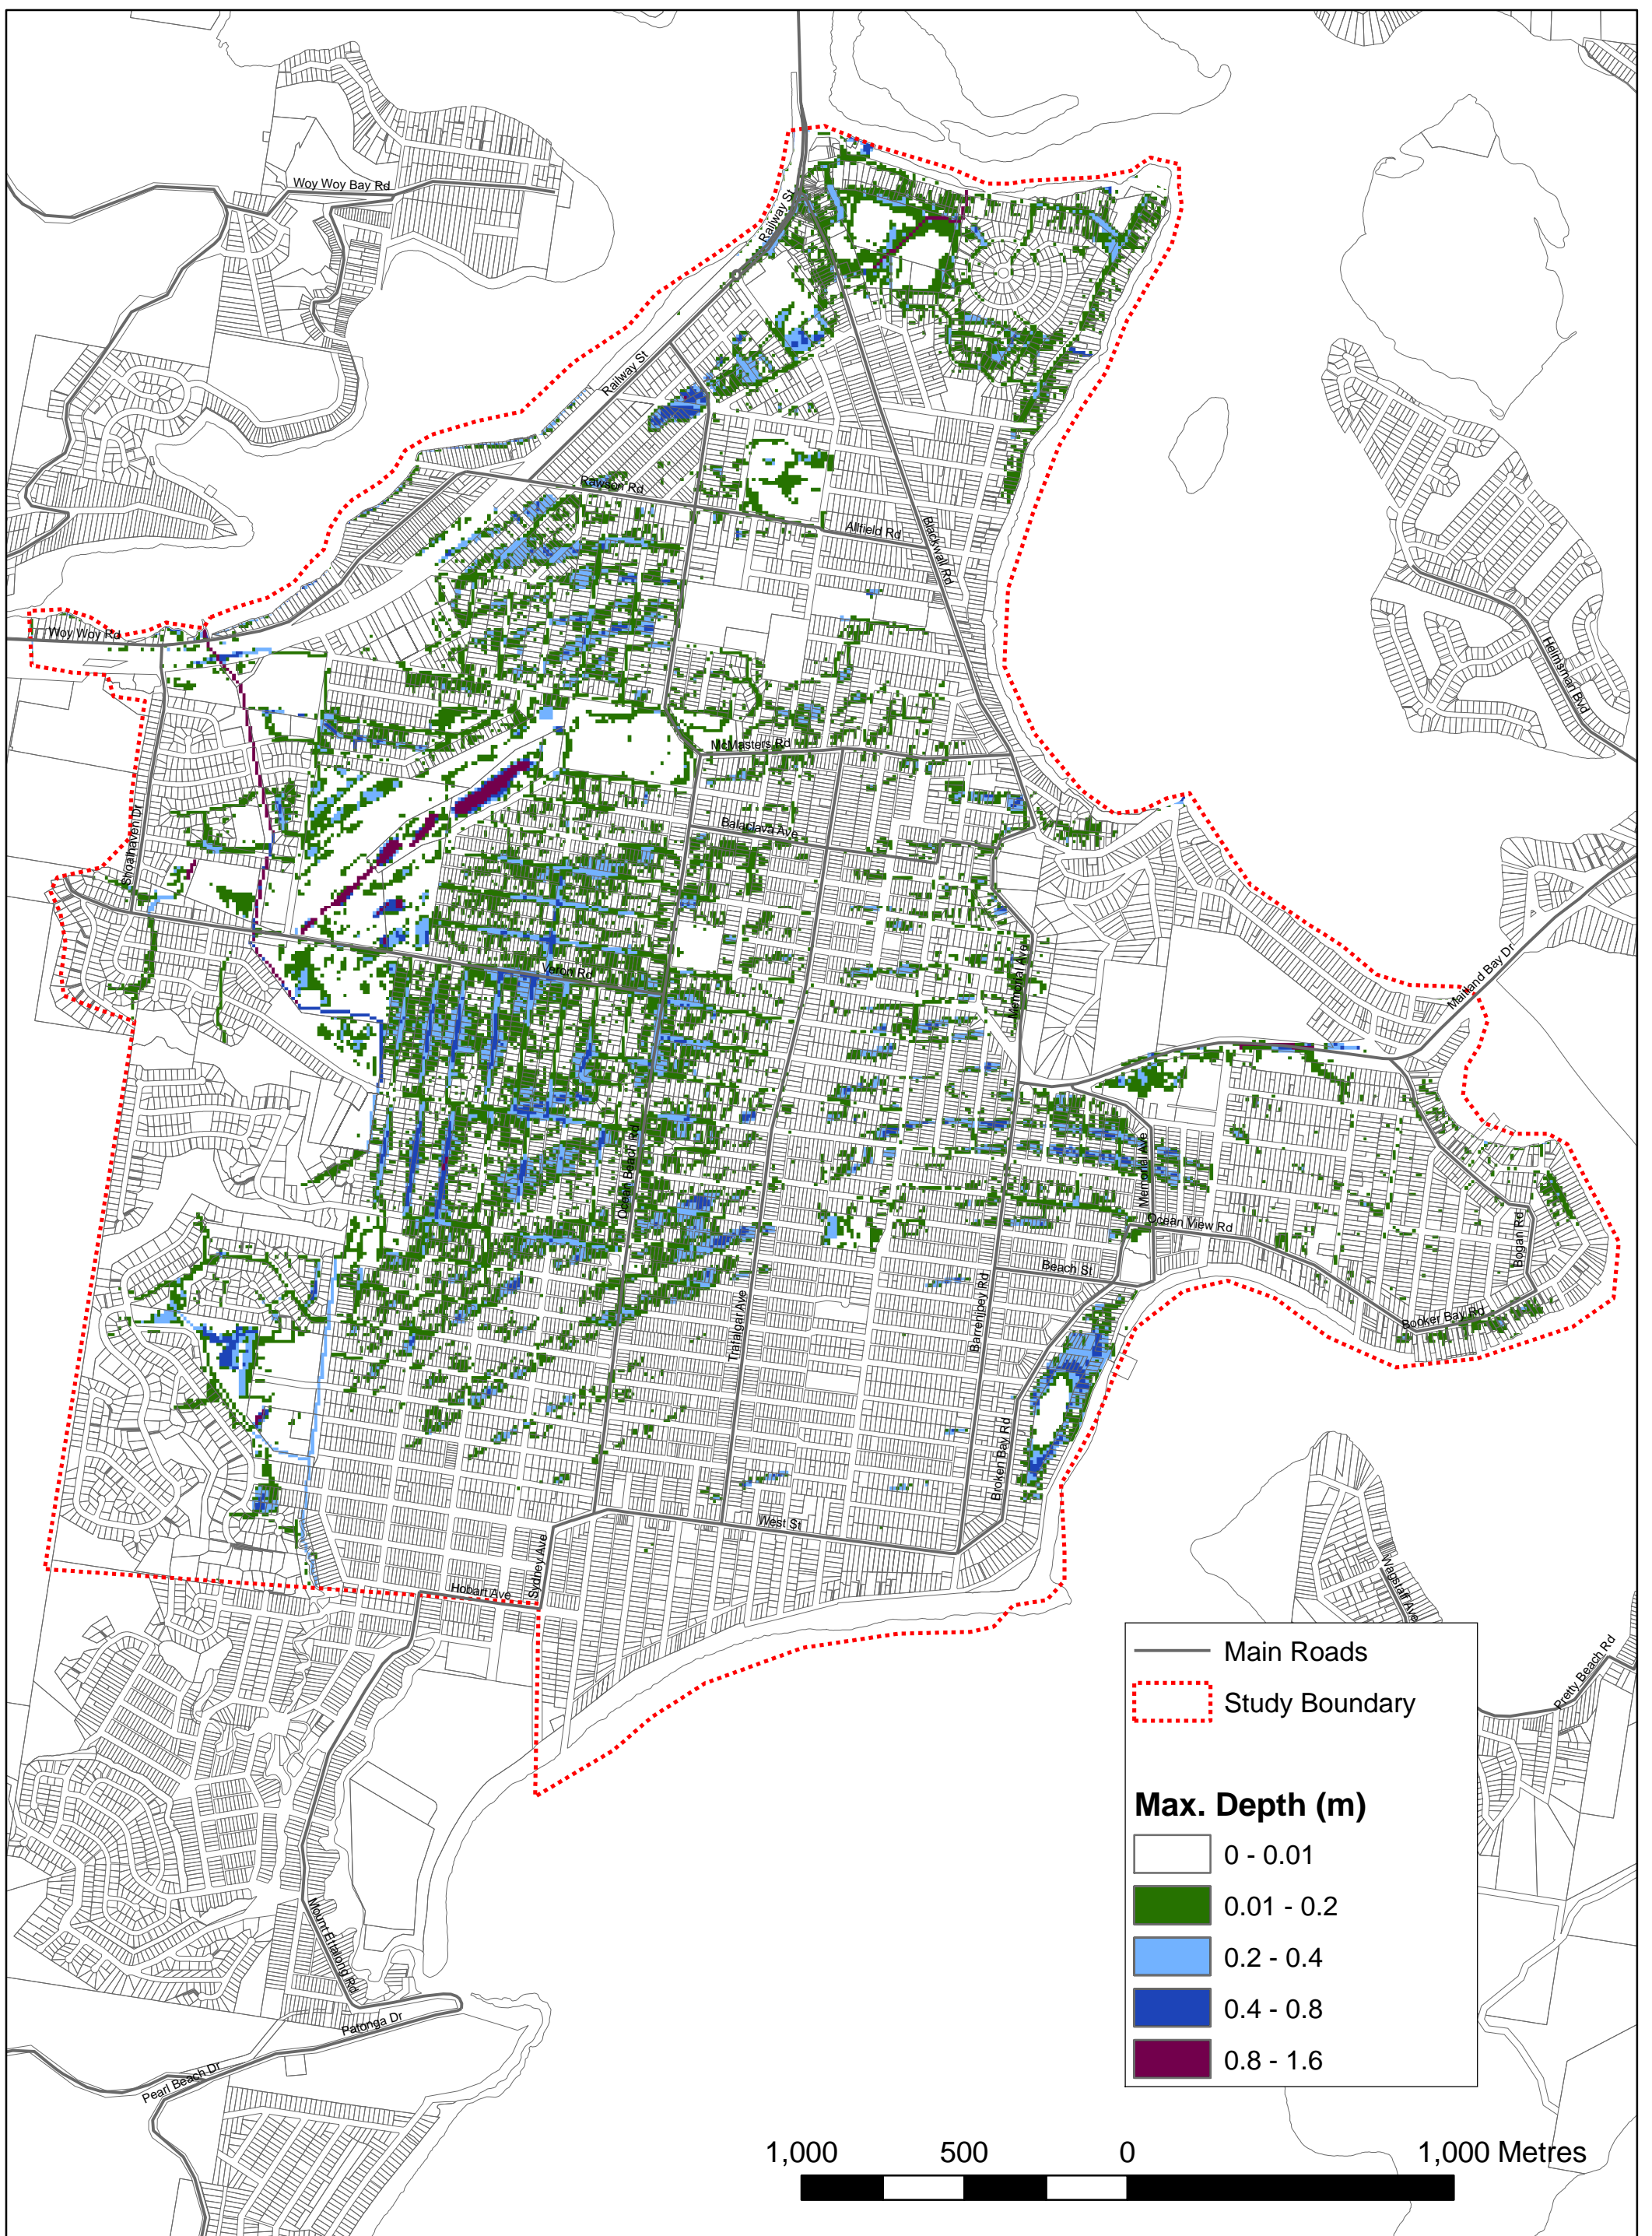 Woy Woy Bay Rd
Railway St
Railway St
Rawson Rd
Allfield Rd
Blackwall Rd
Woy Woy Rd
Helmsman Blvd
McMasters Rd
Shoalhaven Dr
Balaclava Ave
Veron Rd
Memorial Ave
Maitland Bay Dr
Ocean Beach Rd
Memorial Ave
Ocean View Rd
Bogan Rd
Beach St
Trafalgar Ave
Barrenjoey Rd
Booker Bay Rd
Broken Bay Rd
West St
Sydney Ave
Hobart Ave
Wagstaff Ave
Pretty Beach Rd
Main Roads
Study Boundary
Max. Depth (m)
0 - 0.01
0.01 - 0.2
0.2 - 0.4
0.4 - 0.8
0.8 - 1.6
Mount Ettalong Rd
Patonga Dr
Pearl Beach Dr
1,000 500 0 1,000 Metres